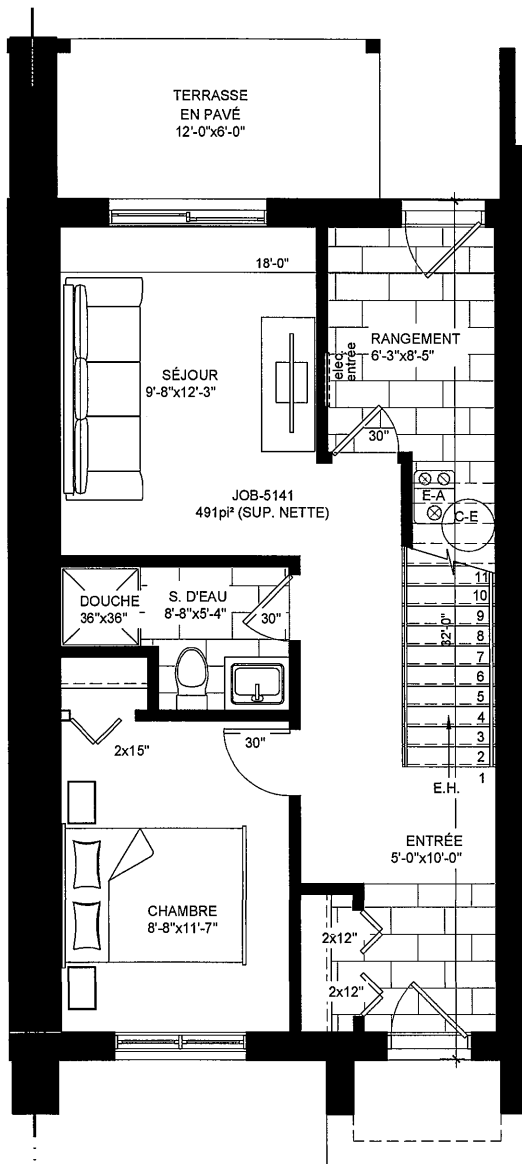 TERRASSE
EN PAVÉ
12'-0"x6'-0"
18'-0"
RANGEMENT
6'-3"x8'-5"
elec.
entrée
SÉJOUR
9'-8"x12'-3"
30"
E-A
C-E
JOB-5141
491pi² (SUP. NETTE)
DOUCHE
36"x36"
S. D'EAU
8'-8"x5'-4"
30"
11
10
9
8
7
6
5
4
3
2
1
32'-0"
2x15"
30"
E.H.
ENTRÉE
5'-0"x10'-0"
CHAMBRE
8'-8"x11'-7"
2x12"
2x12"